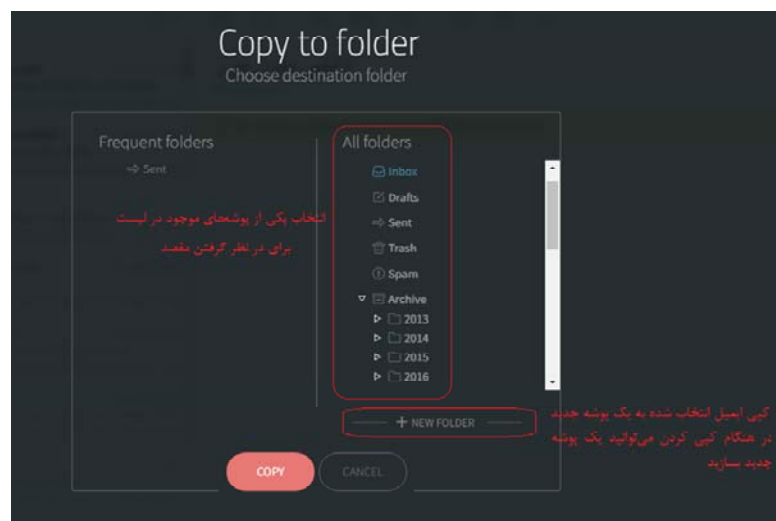 Copy to folder
Choose destination folder
Frequent folders
Sent
All folders
Inbox
Drafts
Sent
Trash
Spam
Archive
2013
2014
2015
2016
انتخاب یکی از پوشه‌های موجود در لیست
برای در نظر گرفتن مقصد
+ NEW FOLDER
کپی ایمیل انتخاب شده به یک پوشه جدید
در هنگام کپی کردن می‌توانید یک پوشه
جدید بسازید
COPY
CANCEL